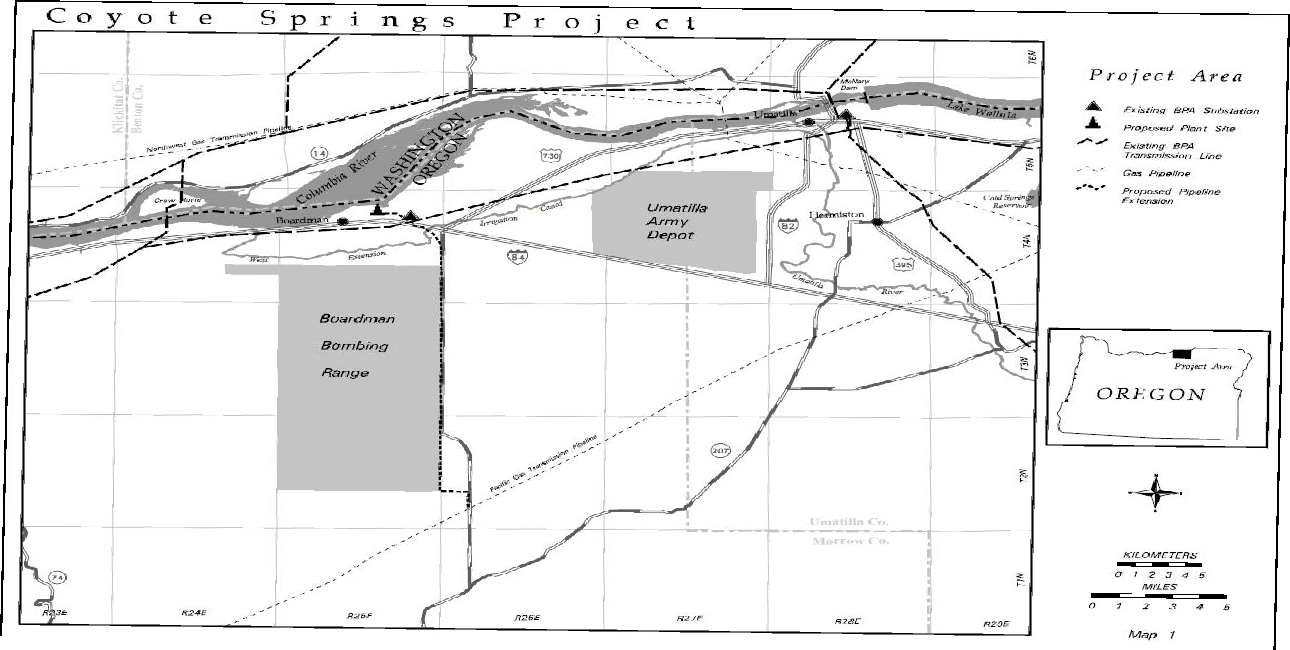 Coyote Springs Project
Klickitat Co.
Benton Co.
T6N
McNary
Dam
Lake Wallula
Umatilla
Northwest Gas Transmission Pipeline
14
Columbia River
WASHINGTON
OREGON
730
T5N
Crow Butte
Boardman
Irrigation Canal
Umatilla
Army
Depot
82
Hermiston
Cold Springs
Reservoir
T4N
West Extension
84
395
Umatilla River
Boardman
Bombing
Range
T3N
Pacific Gas Transmission Pipeline
207
T2N
Umatilla Co.
Morrow Co.
74
T1N
R23E
R24E
R25E
R26E
R27E
R28E
R29E
Project Area
Existing BPA Substation
Proposed Plant Site
Existing BPA
Transmission Line
Gas Pipeline
Proposed Pipeline
Extension
Project Area
OREGON
KILOMETERS
0 1 2 3 4 5
MILES
0 1 2 3 4 5
Map 1